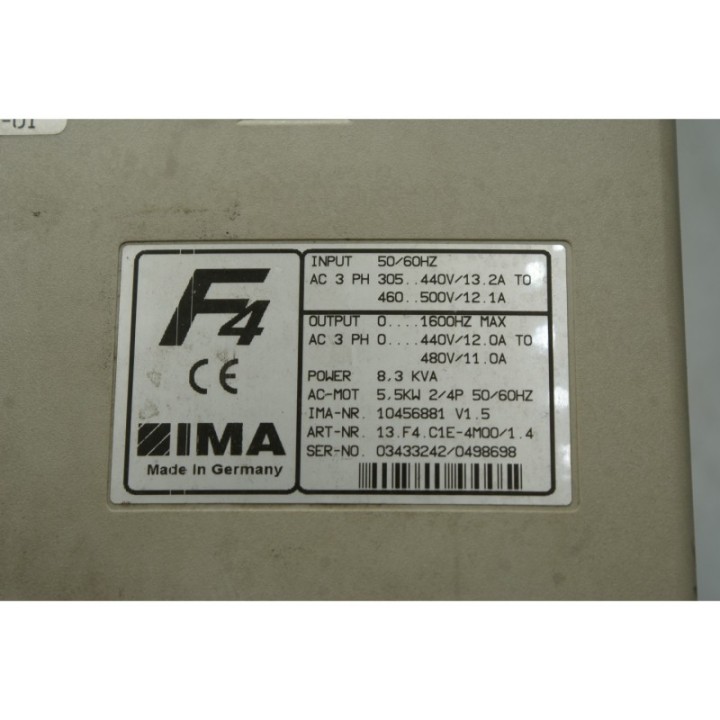 -01
F4
CE
IMA
Made In Germany
INPUT 50/60HZ
AC 3 PH 305..440V/13.2A TO
460..500V/12.1A
OUTPUT 0....1600HZ MAX
AC 3 PH 0....440V/12.0A TO
480V/11.0A
POWER 8,3 KVA
AC-MOT 5,5KW 2/4P 50/60HZ
IMA-NR. 10456881 V1.5
ART-NR. 13.F4.C1E-4M00/1.4
SER-NO. 03433242/0498698